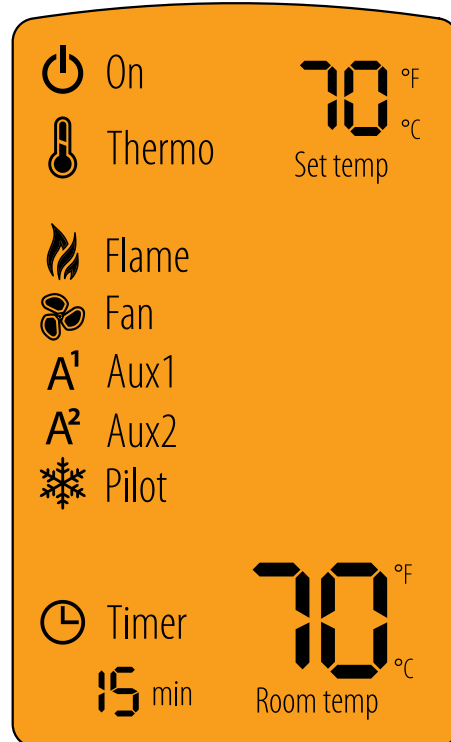 On
70 °F
°C
Thermo
Set temp
Flame
Fan
A¹ Aux1
A² Aux2
Pilot
70 °F
°C
Timer
15 min
Room temp